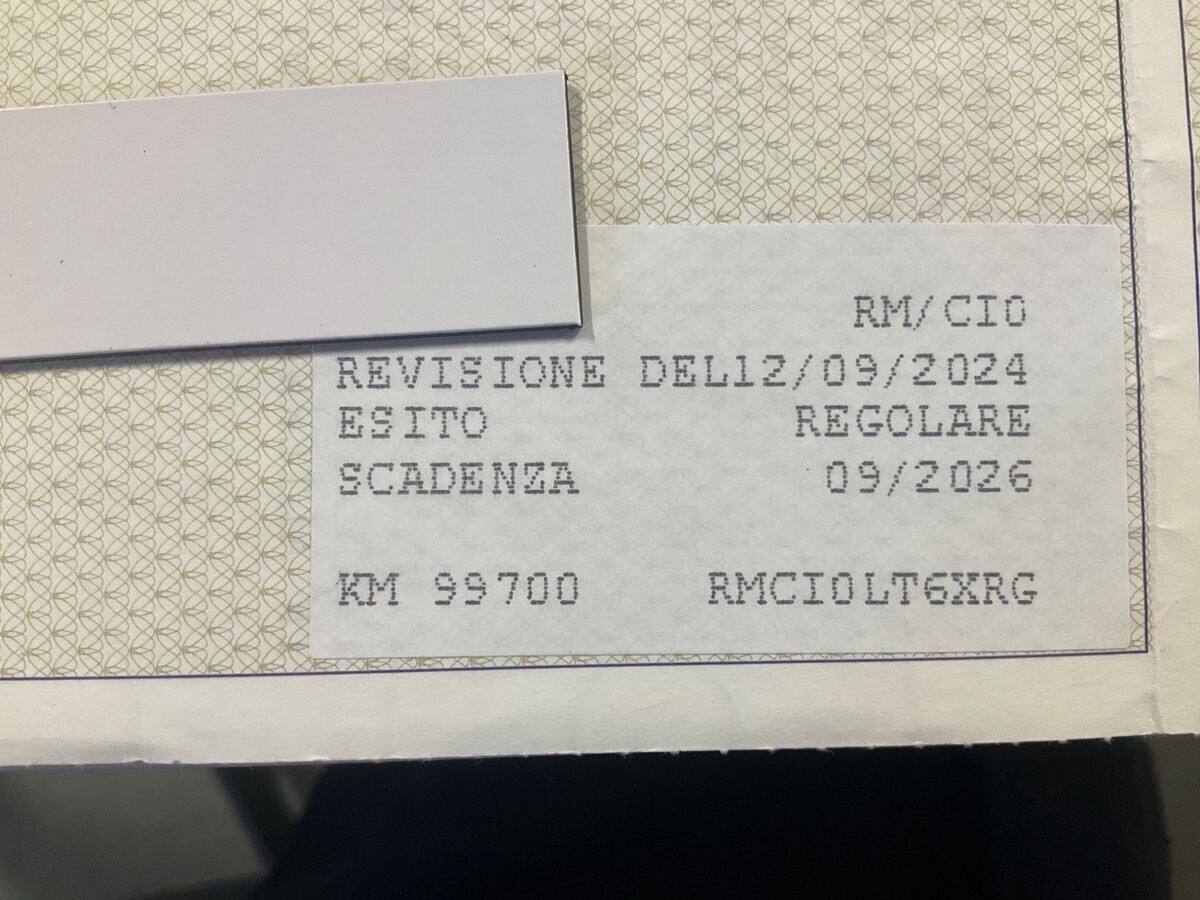 RM/CI0
REVISIONE DEL12/09/2024
ESITO REGOLARE
SCADENZA 09/2026
KM 99700 RMCI0LT6XRG